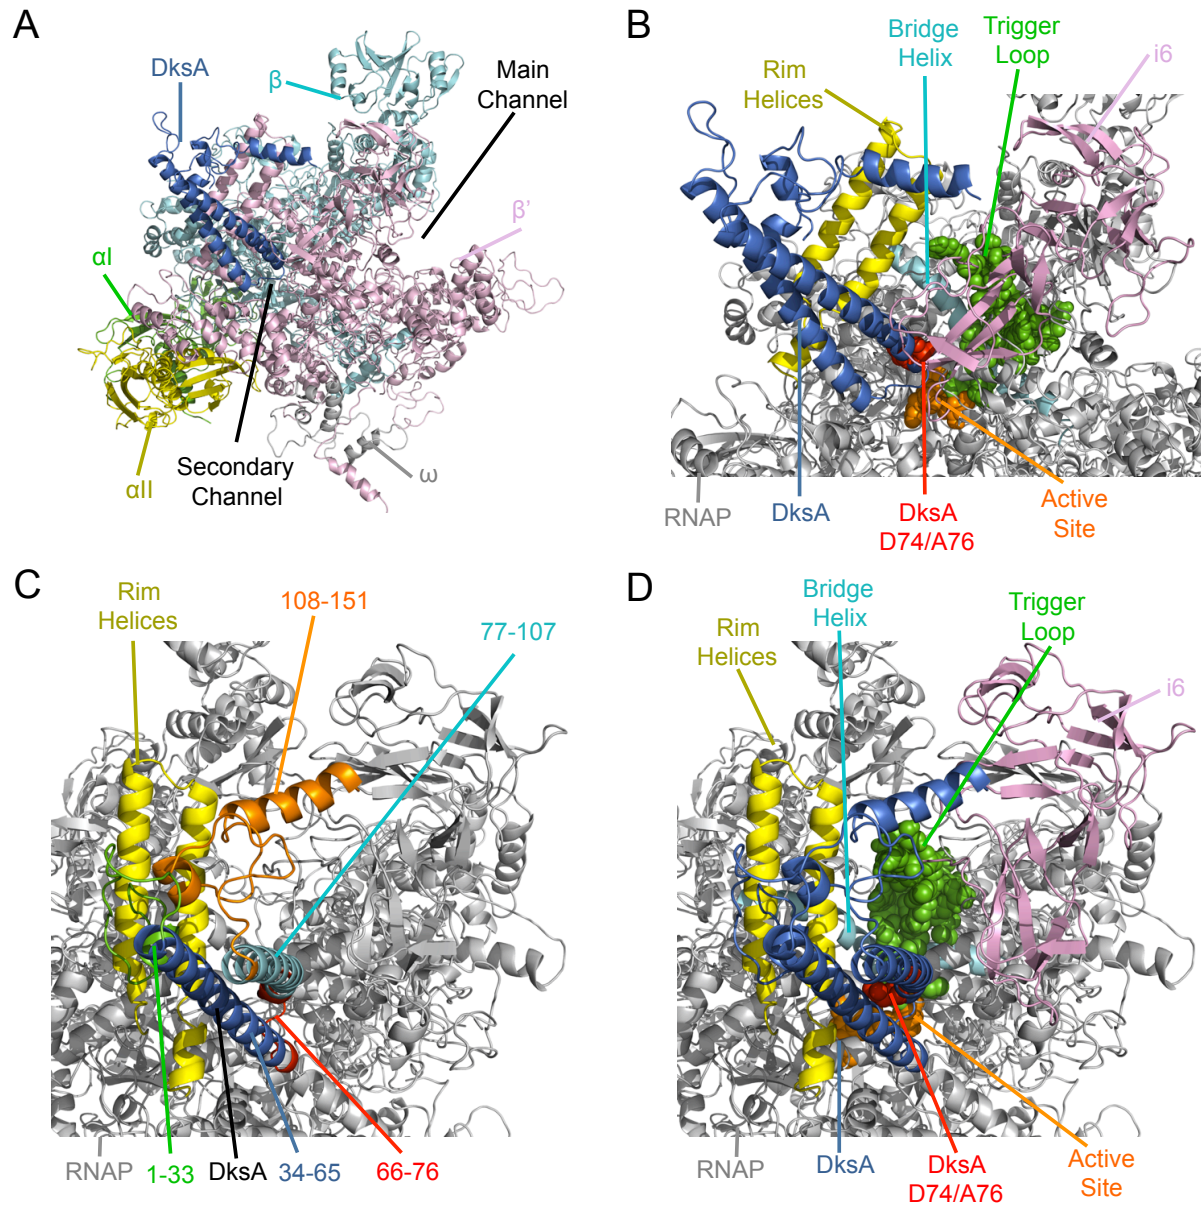 A
DksA
β
Main
Channel
β’
αI
αII
Secondary
Channel
ω
B
Rim
Helices
Bridge
Helix
Trigger
Loop
i6
RNAP
DksA
DksA
D74/A76
Active
Site
C
Rim
Helices
108-151
77-107
RNAP
1-33
DksA
34-65
66-76
D
Rim
Helices
Bridge
Helix
Trigger
Loop
i6
RNAP
DksA
DksA
D74/A76
Active
Site